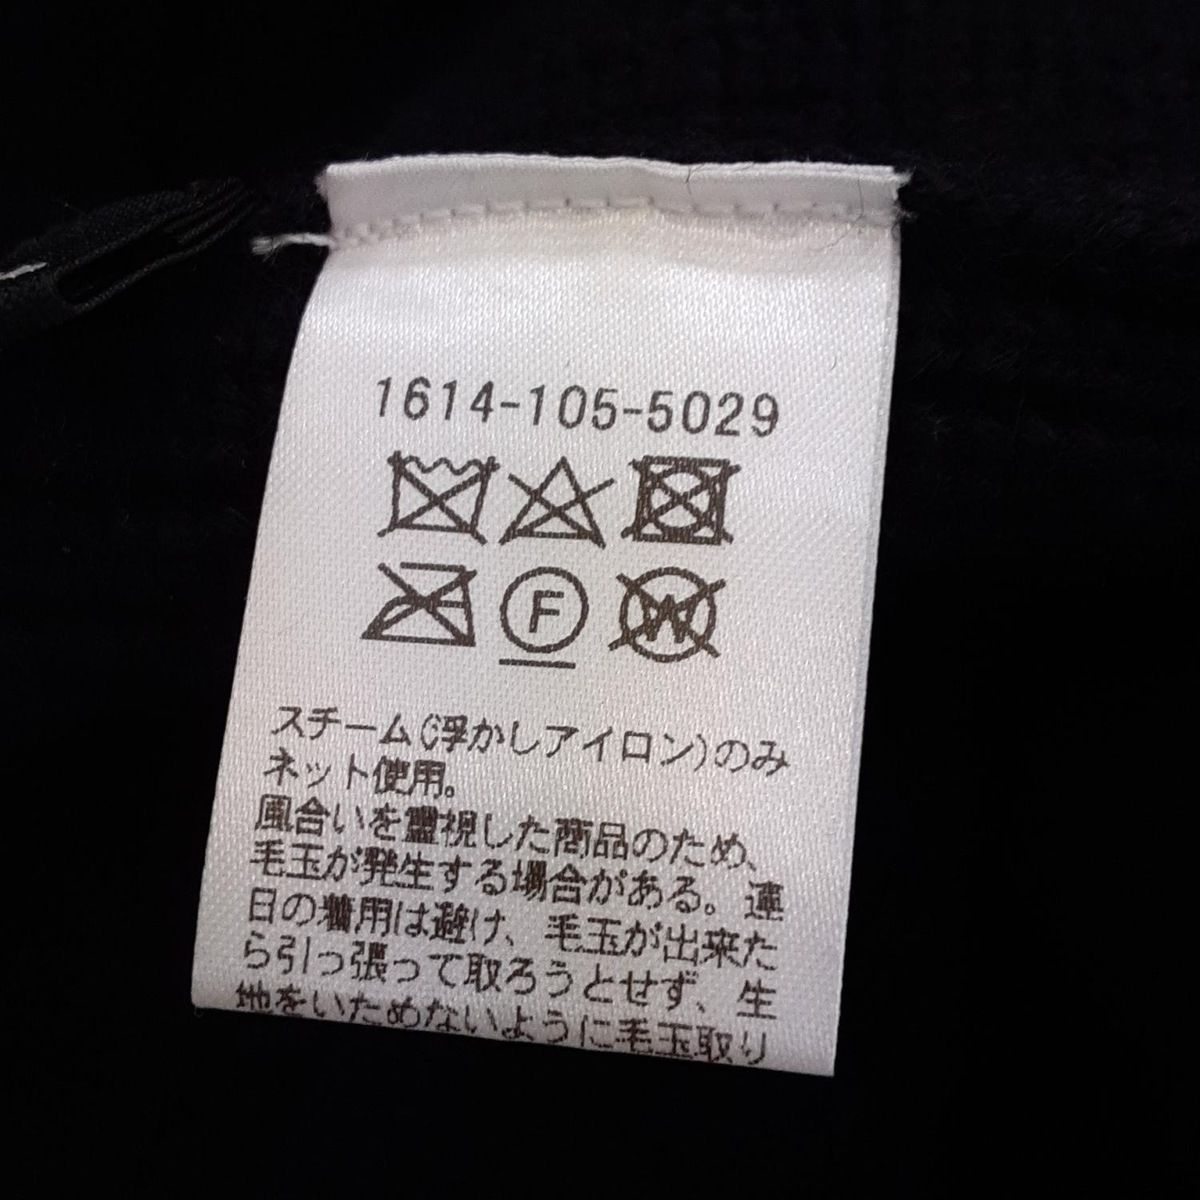 1614-105-5029
F
W
スチーム(浮かしアイロン)のみ
ネット使用。
風合いを重視した商品のため、
毛玉が発生する場合がある。連
日の着用は避け、毛玉が出来た
ら引っ張って取ろうとせず、生
地をいためないように毛玉取り